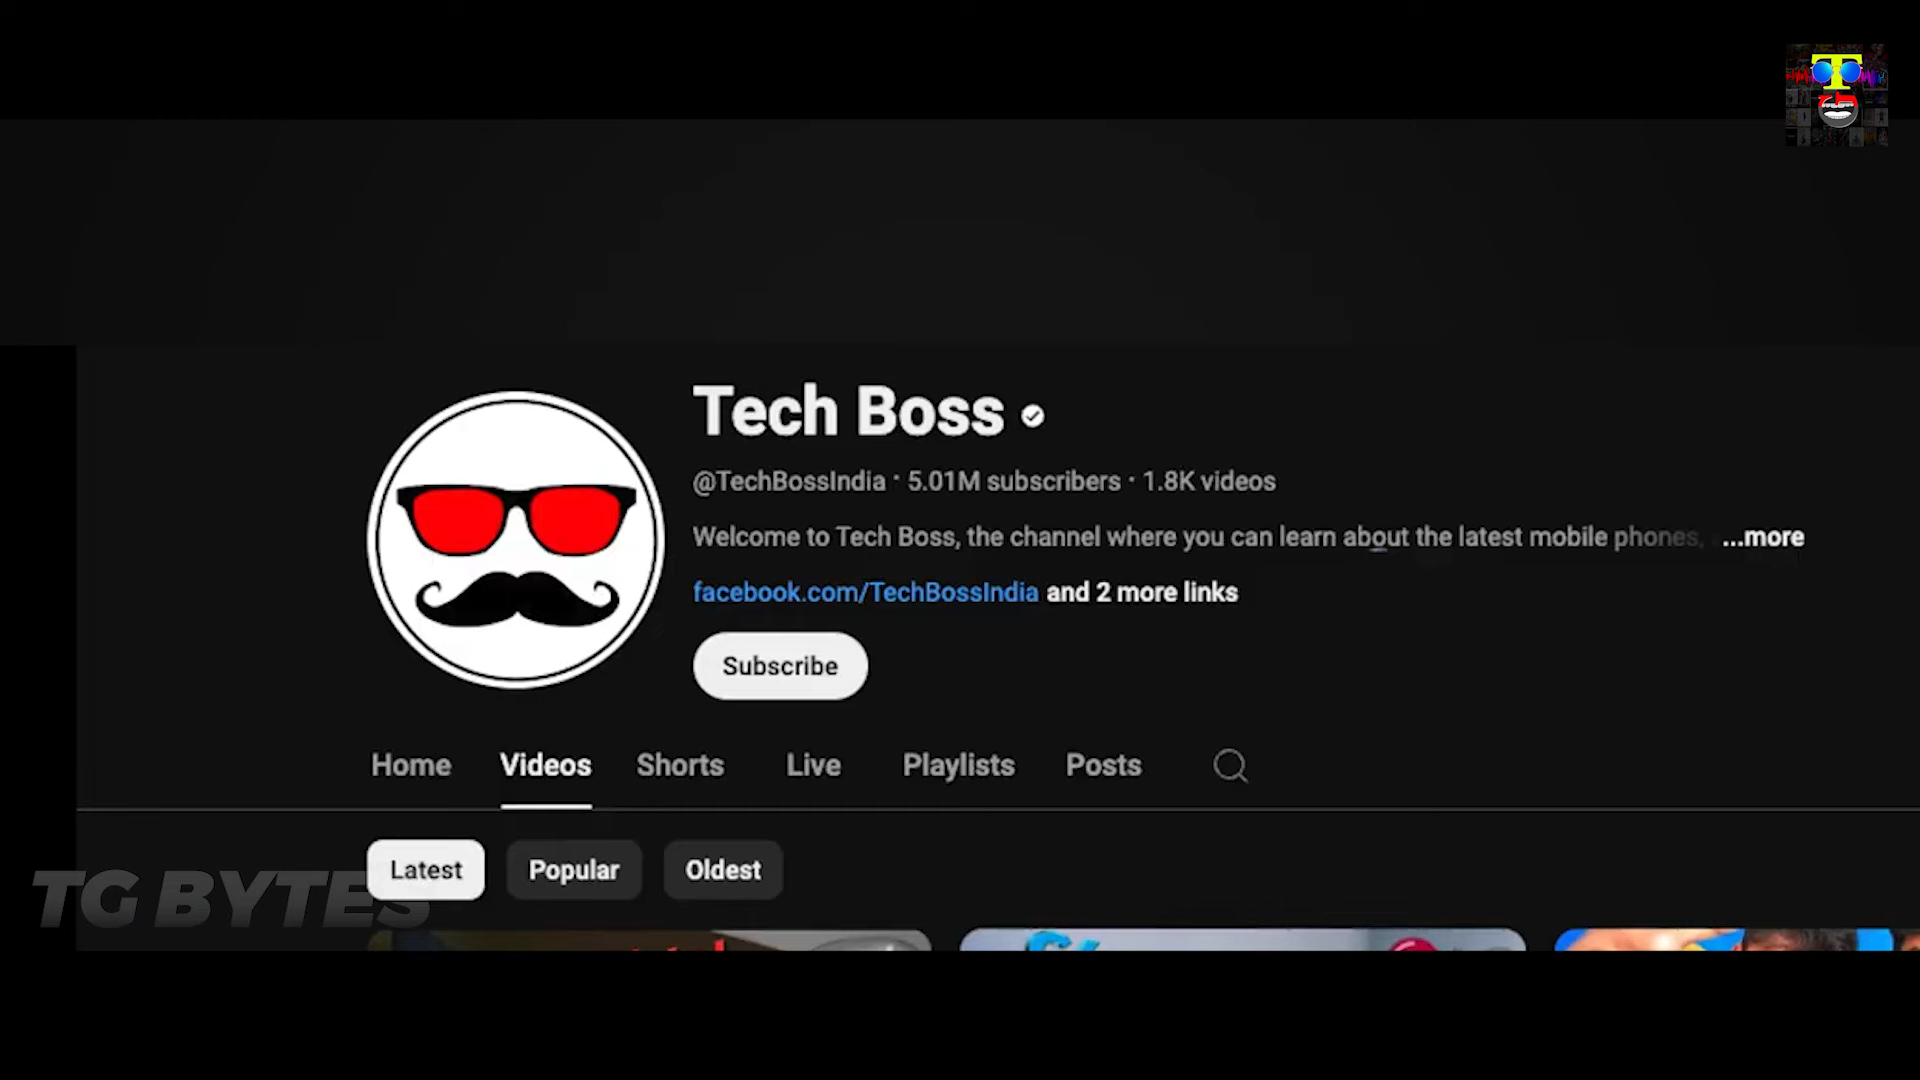 Tech Boss
@TechBossIndia · 5.01M subscribers · 1.8K videos
Welcome to Tech Boss, the channel where you can learn about the latest mobile phones, ...more
facebook.com/TechBossIndia and 2 more links
Subscribe
Home Videos Shorts Live Playlists Posts
Latest Popular Oldest
TG BYTES